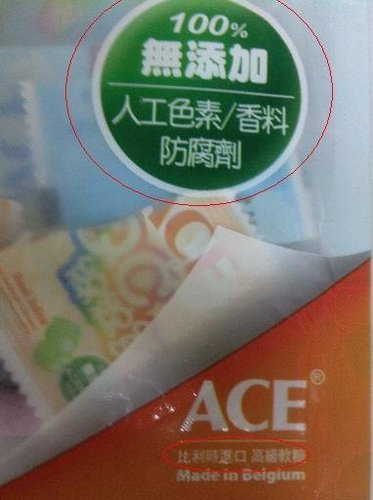 100%
無添加
人工色素/香料
防腐劑
ACE®
比利時進口 高級軟糖
Made in Belgium